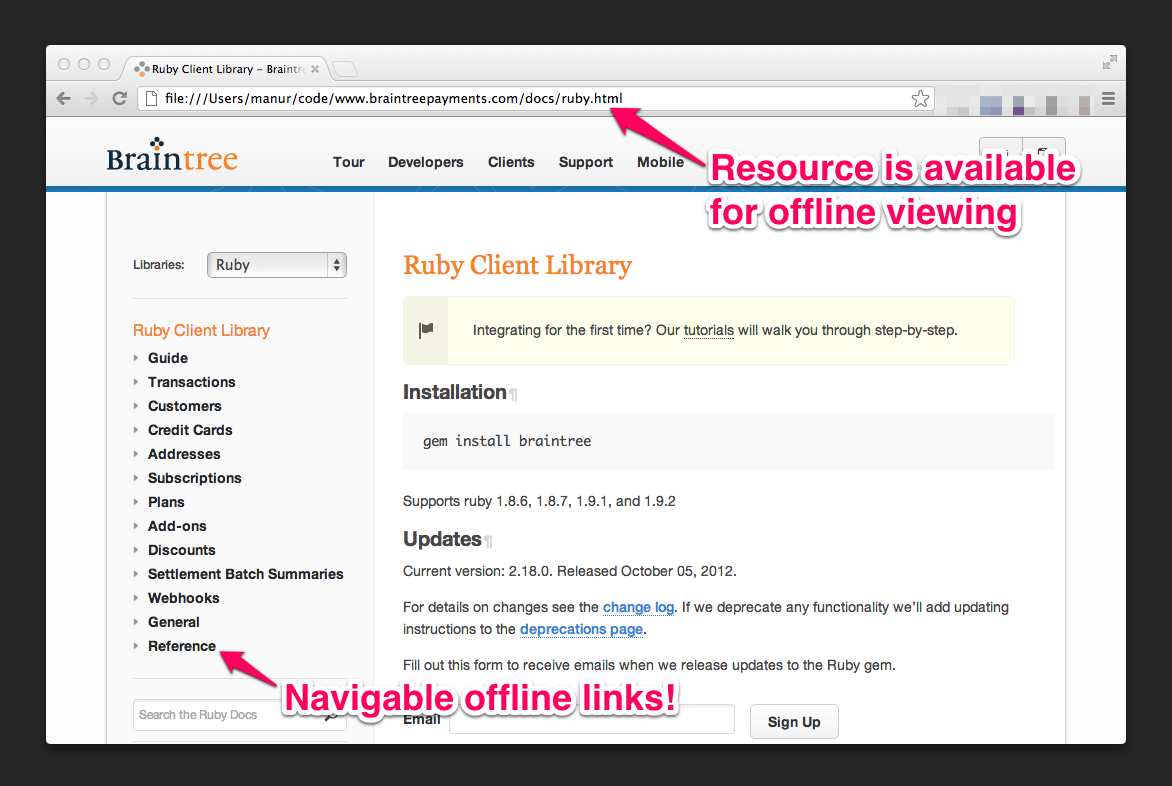 Ruby Client Library – Braintre
file:///Users/manur/code/www.braintreepayments.com/docs/ruby.html
Braintree
Tour Developers Clients Support Mobile
Resource is available
for offline viewing
Libraries: Ruby
Ruby Client Library
Guide
Transactions
Customers
Credit Cards
Addresses
Subscriptions
Plans
Add-ons
Discounts
Settlement Batch Summaries
Webhooks
General
Reference
Navigable offline links!
Search the Ruby Docs
Ruby Client Library
Integrating for the first time? Our tutorials will walk you through step-by-step.
Installation¶
gem install braintree
Supports ruby 1.8.6, 1.8.7, 1.9.1, and 1.9.2
Updates¶
Current version: 2.18.0. Released October 05, 2012.
For details on changes see the change log. If we deprecate any functionality we’ll add updating
instructions to the deprecations page.
Fill out this form to receive emails when we release updates to the Ruby gem.
Email
Sign Up